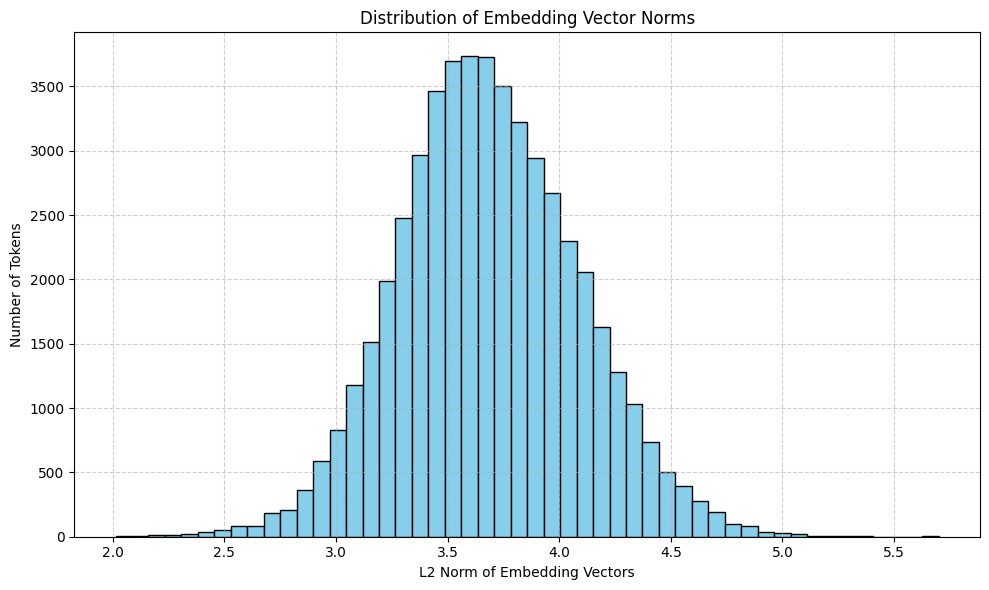 Distribution of Embedding Vector Norms
Number of Tokens
3500
3000
2500
2000
1500
1000
500
0
2.0 2.5 3.0 3.5 4.0 4.5 5.0 5.5
L2 Norm of Embedding Vectors